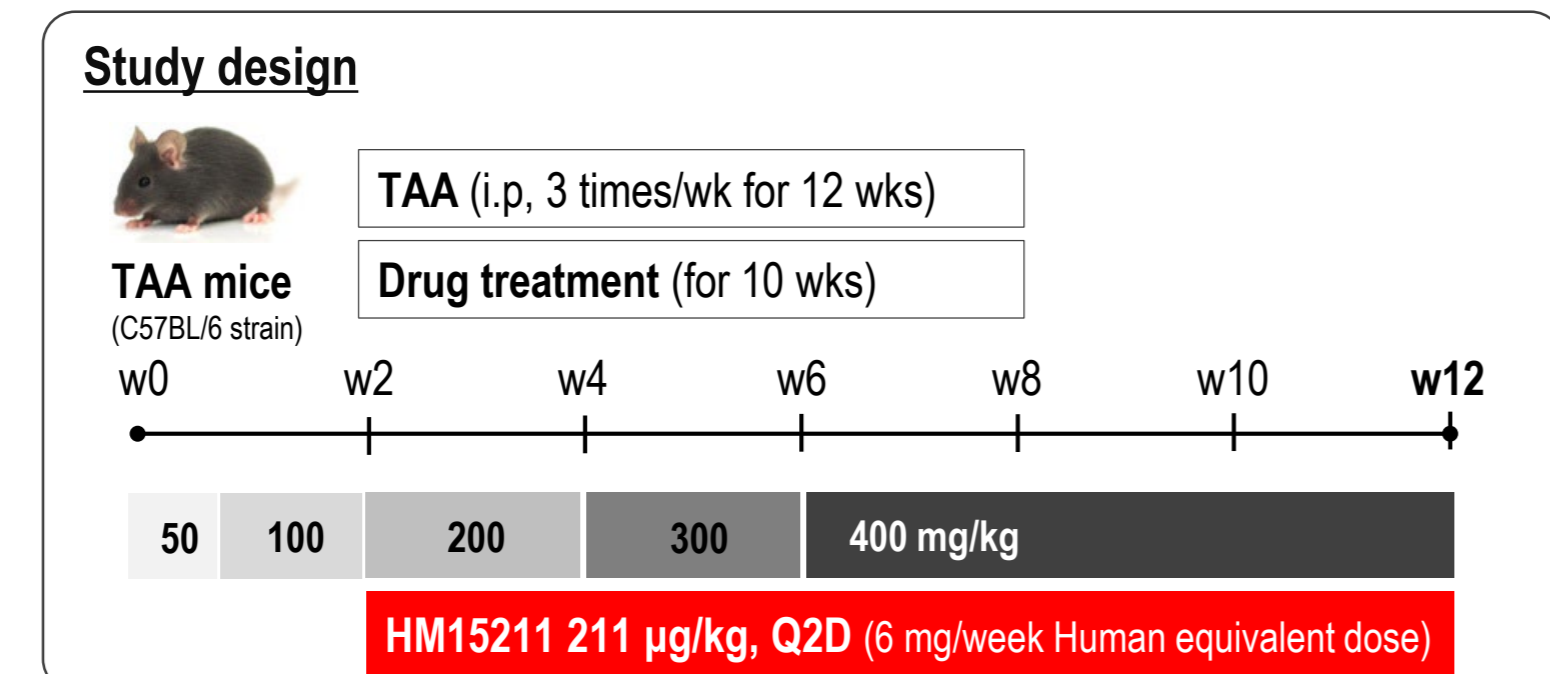 Study design
TAA (i.p, 3 times/wk for 12 wks)
Drug treatment (for 10 wks)
TAA mice
(C57BL/6 strain)
w0 w2 w4 w6 w8 w10 w12
50 100 200 300 400 mg/kg
HM15211 211 µg/kg, Q2D (6 mg/week Human equivalent dose)